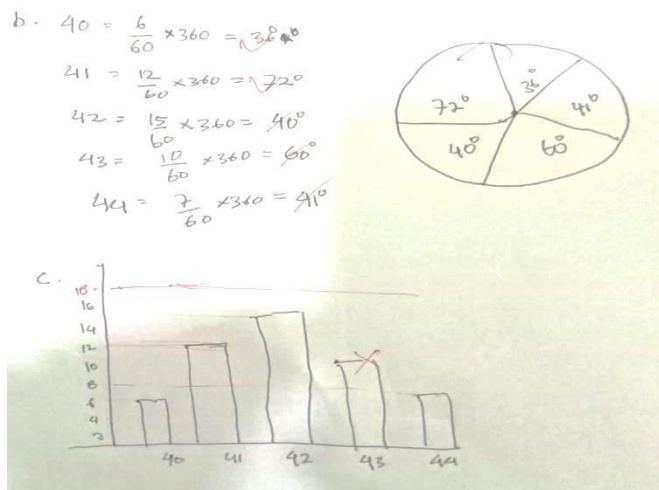 b. 40 = 6/60 × 360 = 36°
41 = 12/60 × 360 = 72°
42 = 15/60 × 360 = 40°
43 = 10/60 × 360 = 60°
44 = 7/60 × 360 = 41°
36°
72° 41°
40° 60°
c.
18
16
14
12
10
8
6
4
2
40 41 42 43 44